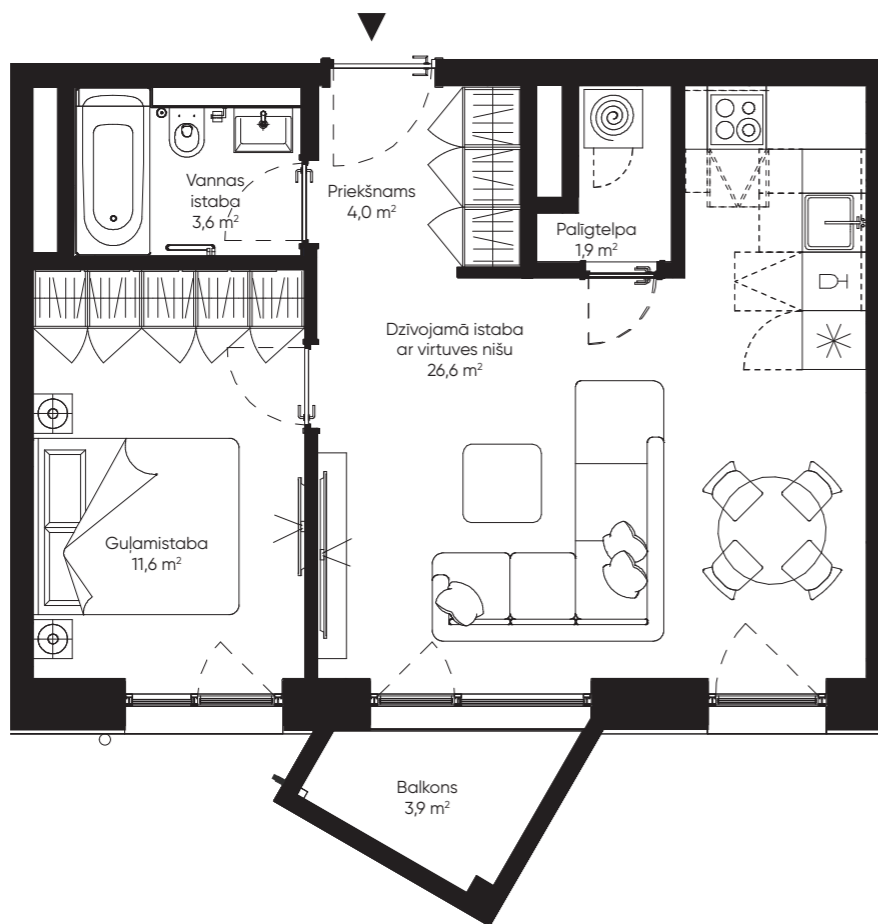 Vannas
istaba
3,6 m²
Priekšnams
4,0 m²
Palīgtelpa
1,9 m²
Dzīvojamā istaba
ar virtuves nišu
26,6 m²
Guļamistaba
11,6 m²
Balkons
3,9 m²